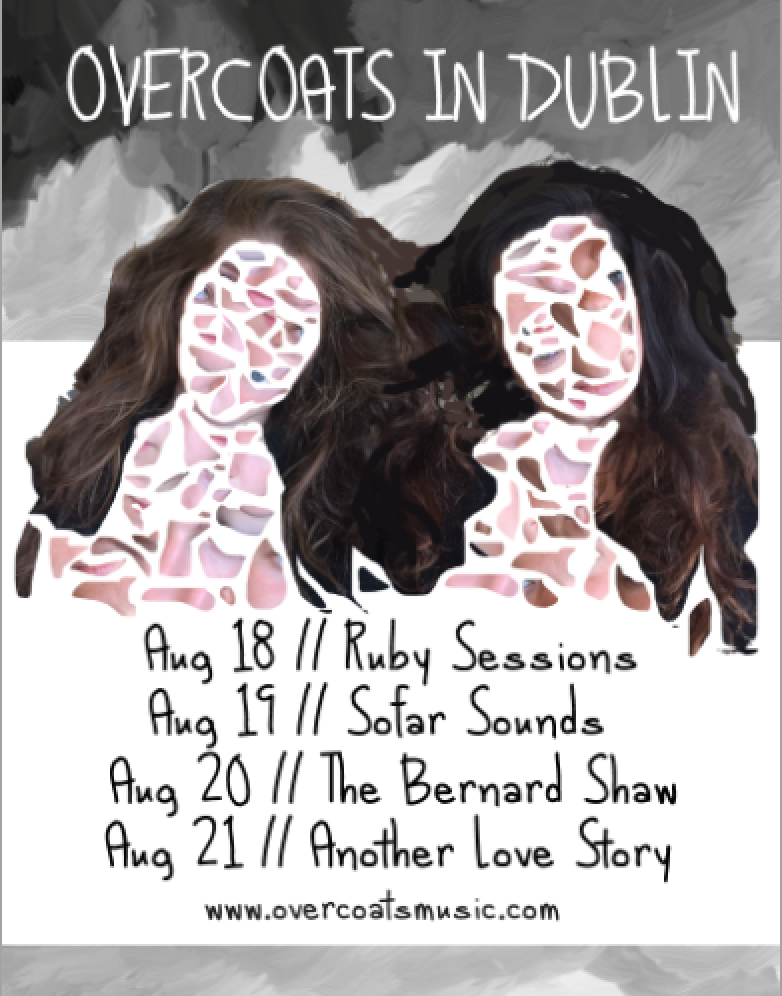 OVERCOATS IN DUBLIN
Aug 18 // Ruby Sessions
Aug 19 // Sofar Sounds
Aug 20 // The Bernard Shaw
Aug 21 // Another Love Story
www.overcoatsmusic.com